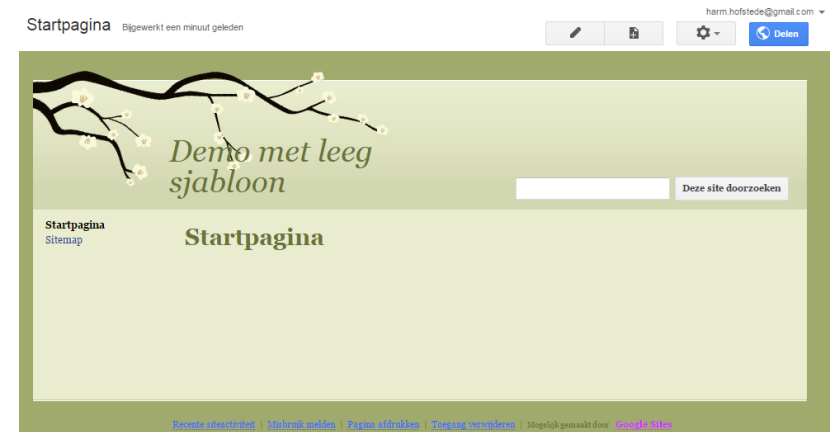 harm.hofstede@gmail.com
Startpagina Bijgewerkt een minuut geleden
Delen
Demo met leeg
sjabloon
Deze site doorzoeken
Startpagina
Sitemap
Startpagina
Recente siteactiviteit | Misbruik melden | Pagina afdrukken | Toegang verwijderen | Mogelijk gemaakt door Google Sites